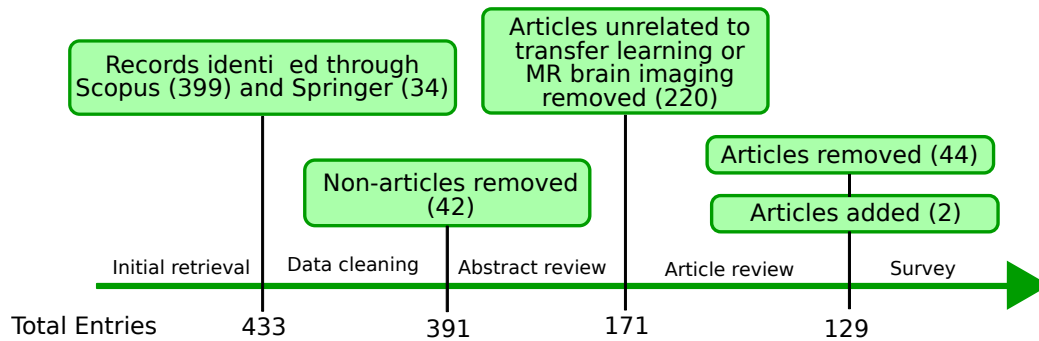 Records identi ed through
Scopus (399) and Springer (34)
Non-articles removed
(42)
Articles unrelated to
transfer learning or
MR brain imaging
removed (220)
Articles removed (44)
Articles added (2)
Initial retrieval
Data cleaning
Abstract review
Article review
Survey
Total Entries
433
391
171
129